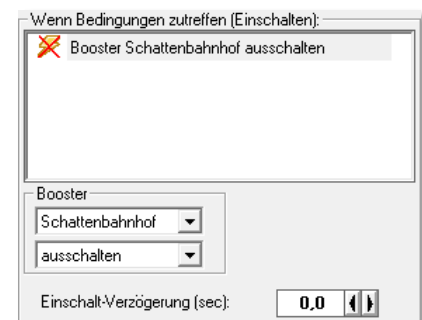 Wenn Bedingungen zutreffen (Einschalten):
Booster Schattenbahnhof ausschalten
Booster
Schattenbahnhof
ausschalten
Einschalt-Verzögerung (sec): 0,0